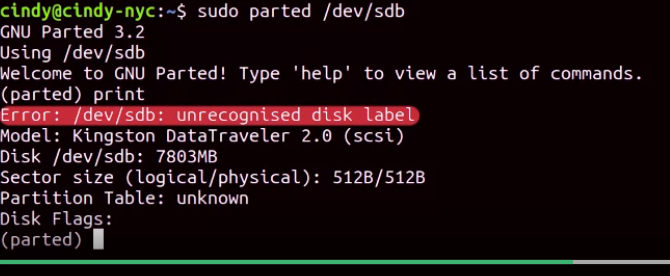 cindy@cindy-nyc:~$ sudo parted /dev/sdb
GNU Parted 3.2
Using /dev/sdb
Welcome to GNU Parted! Type 'help' to view a list of commands.
(parted) print
Error: /dev/sdb: unrecognised disk label
Model: Kingston DataTraveler 2.0 (scsi)
Disk /dev/sdb: 7803MB
Sector size (logical/physical): 512B/512B
Partition Table: unknown
Disk Flags:
(parted)